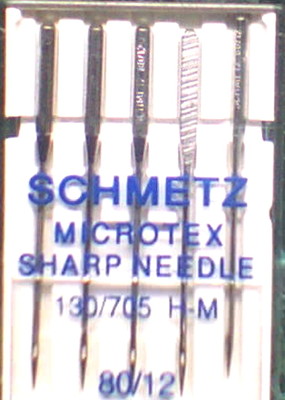 SCHMETZ
MICROTEX
SHARP NEEDLE
130/705 H-M
80/12